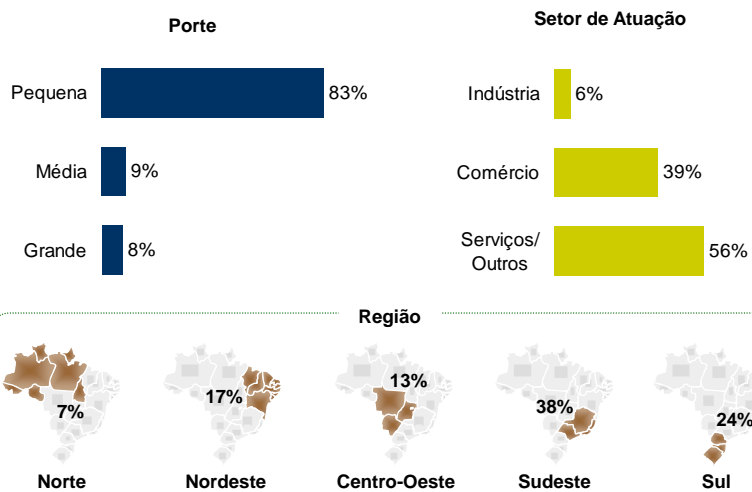 Porte
Pequena 83%
Média 9%
Grande 8%
Setor de Atuação
Indústria 6%
Comércio 39%
Serviços/
Outros 56%
Região
7%
Norte
17%
Nordeste
13%
Centro-Oeste
38%
Sudeste
24%
Sul